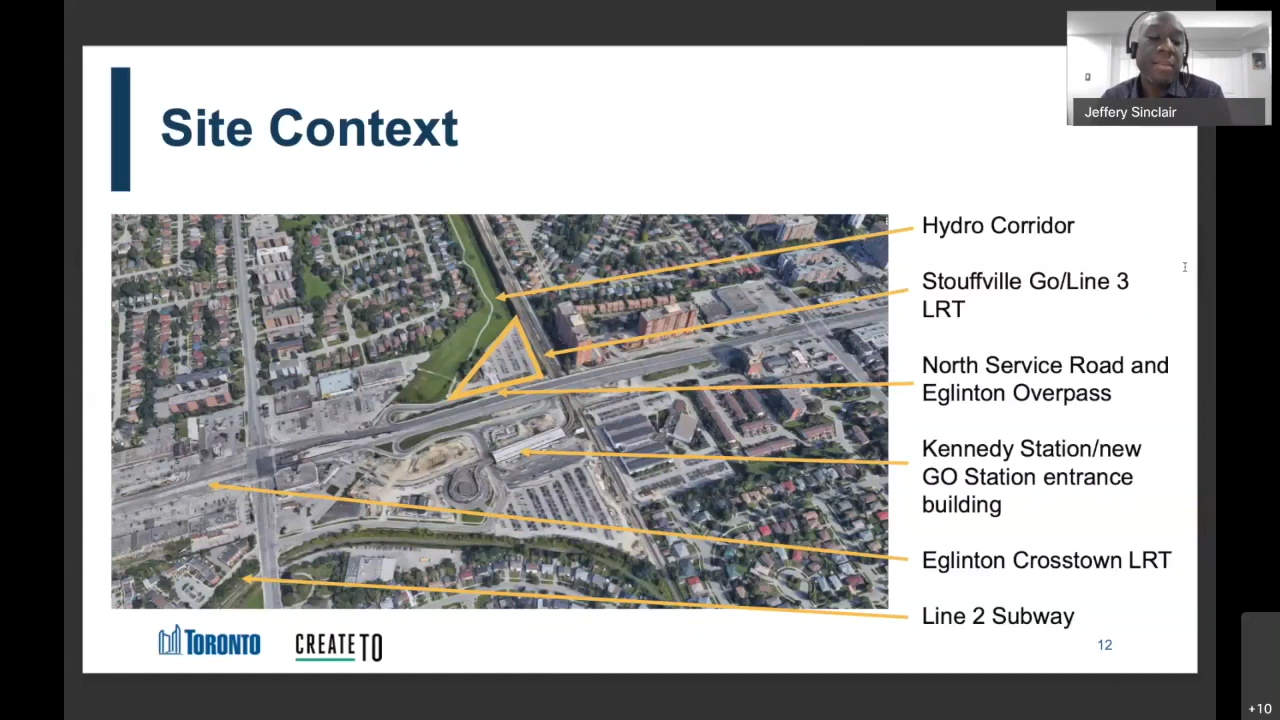 Site Context
Jeffery Sinclair
Hydro Corridor
Stouffville Go/Line 3
LRT
North Service Road and
Eglinton Overpass
Kennedy Station/new
GO Station entrance
building
Eglinton Crosstown LRT
Line 2 Subway
TORONTO
CREATE TO
12
+10